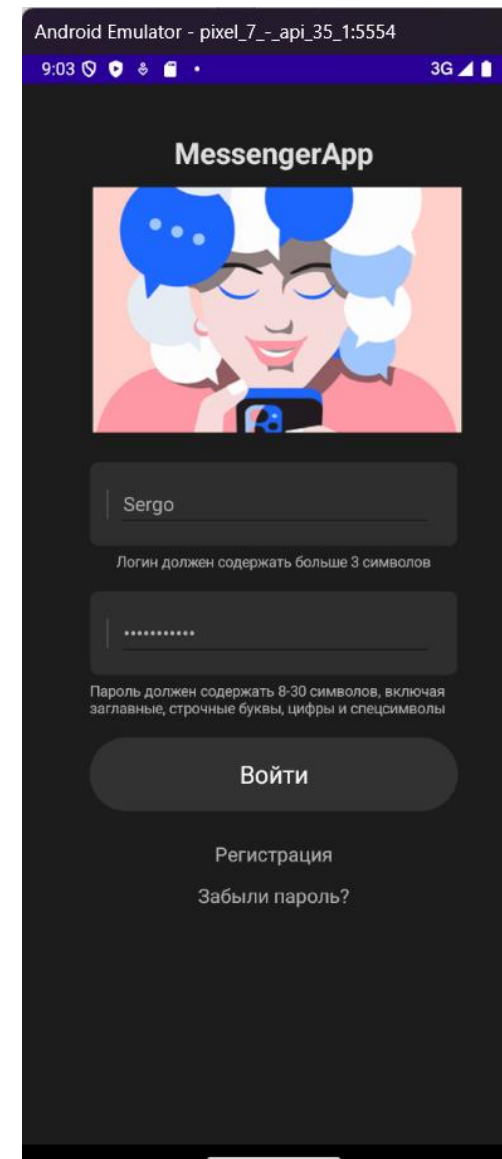 Android Emulator - pixel_7_-_api_35_1:5554
9:03 3G
MessengerApp
Sergo
Логин должен содержать больше 3 символов
•••••••••••
Пароль должен содержать 8-30 символов, включая
заглавные, строчные буквы, цифры и спецсимволы
Войти
Регистрация
Забыли пароль?